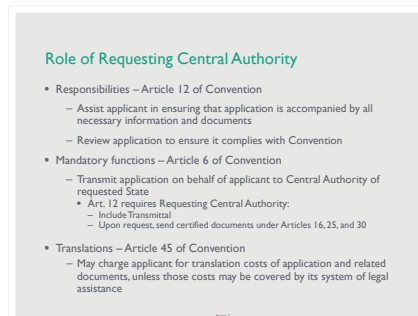 Role of Requesting Central Authority
• Responsibilities – Article 12 of Convention
– Assist applicant in ensuring that application is accompanied by all
necessary information and documents
– Review application to ensure it complies with Convention
• Mandatory functions – Article 6 of Convention
– Transmit application on behalf of applicant to Central Authority of
requested State
• Art. 12 requires Requesting Central Authority:
– Include Transmittal
– Upon request, send certified documents under Articles 16, 25, and 30
• Translations – Article 45 of Convention
– May charge applicant for translation costs of application and related
documents, unless those costs may be covered by its system of legal
assistance